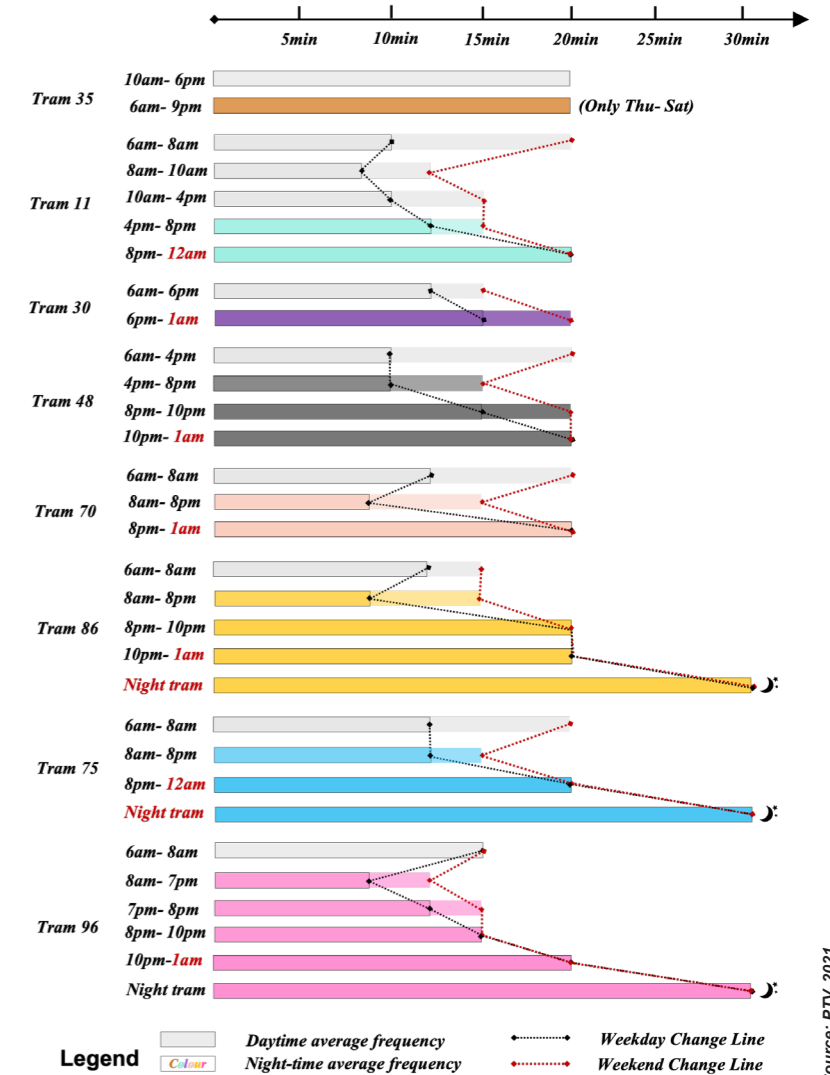 5min 10min 15min 20min 25min 30min
Tram 35
10am- 6pm
6am- 9pm (Only Thu- Sat)
Tram 11
6am- 8am
8am- 10am
10am- 4pm
4pm- 8pm
8pm- 12am
Tram 30
6am- 6pm
6pm- 1am
Tram 48
6am- 4pm
4pm- 8pm
8pm- 10pm
10pm- 1am
Tram 70
6am- 8am
8am- 8pm
8pm- 1am
Tram 86
6am- 8am
8am- 8pm
8pm- 10pm
10pm- 1am
Night tram
Tram 75
6am- 8am
8am- 8pm
8pm- 12am
Night tram
Tram 96
6am- 8am
8am- 7pm
7pm- 8pm
8pm- 10pm
10pm-1am
Night tram
Legend
Daytime average frequency
Weekday Change Line
Colour
Night-time average frequency
Weekend Change Line
PTV, 2021